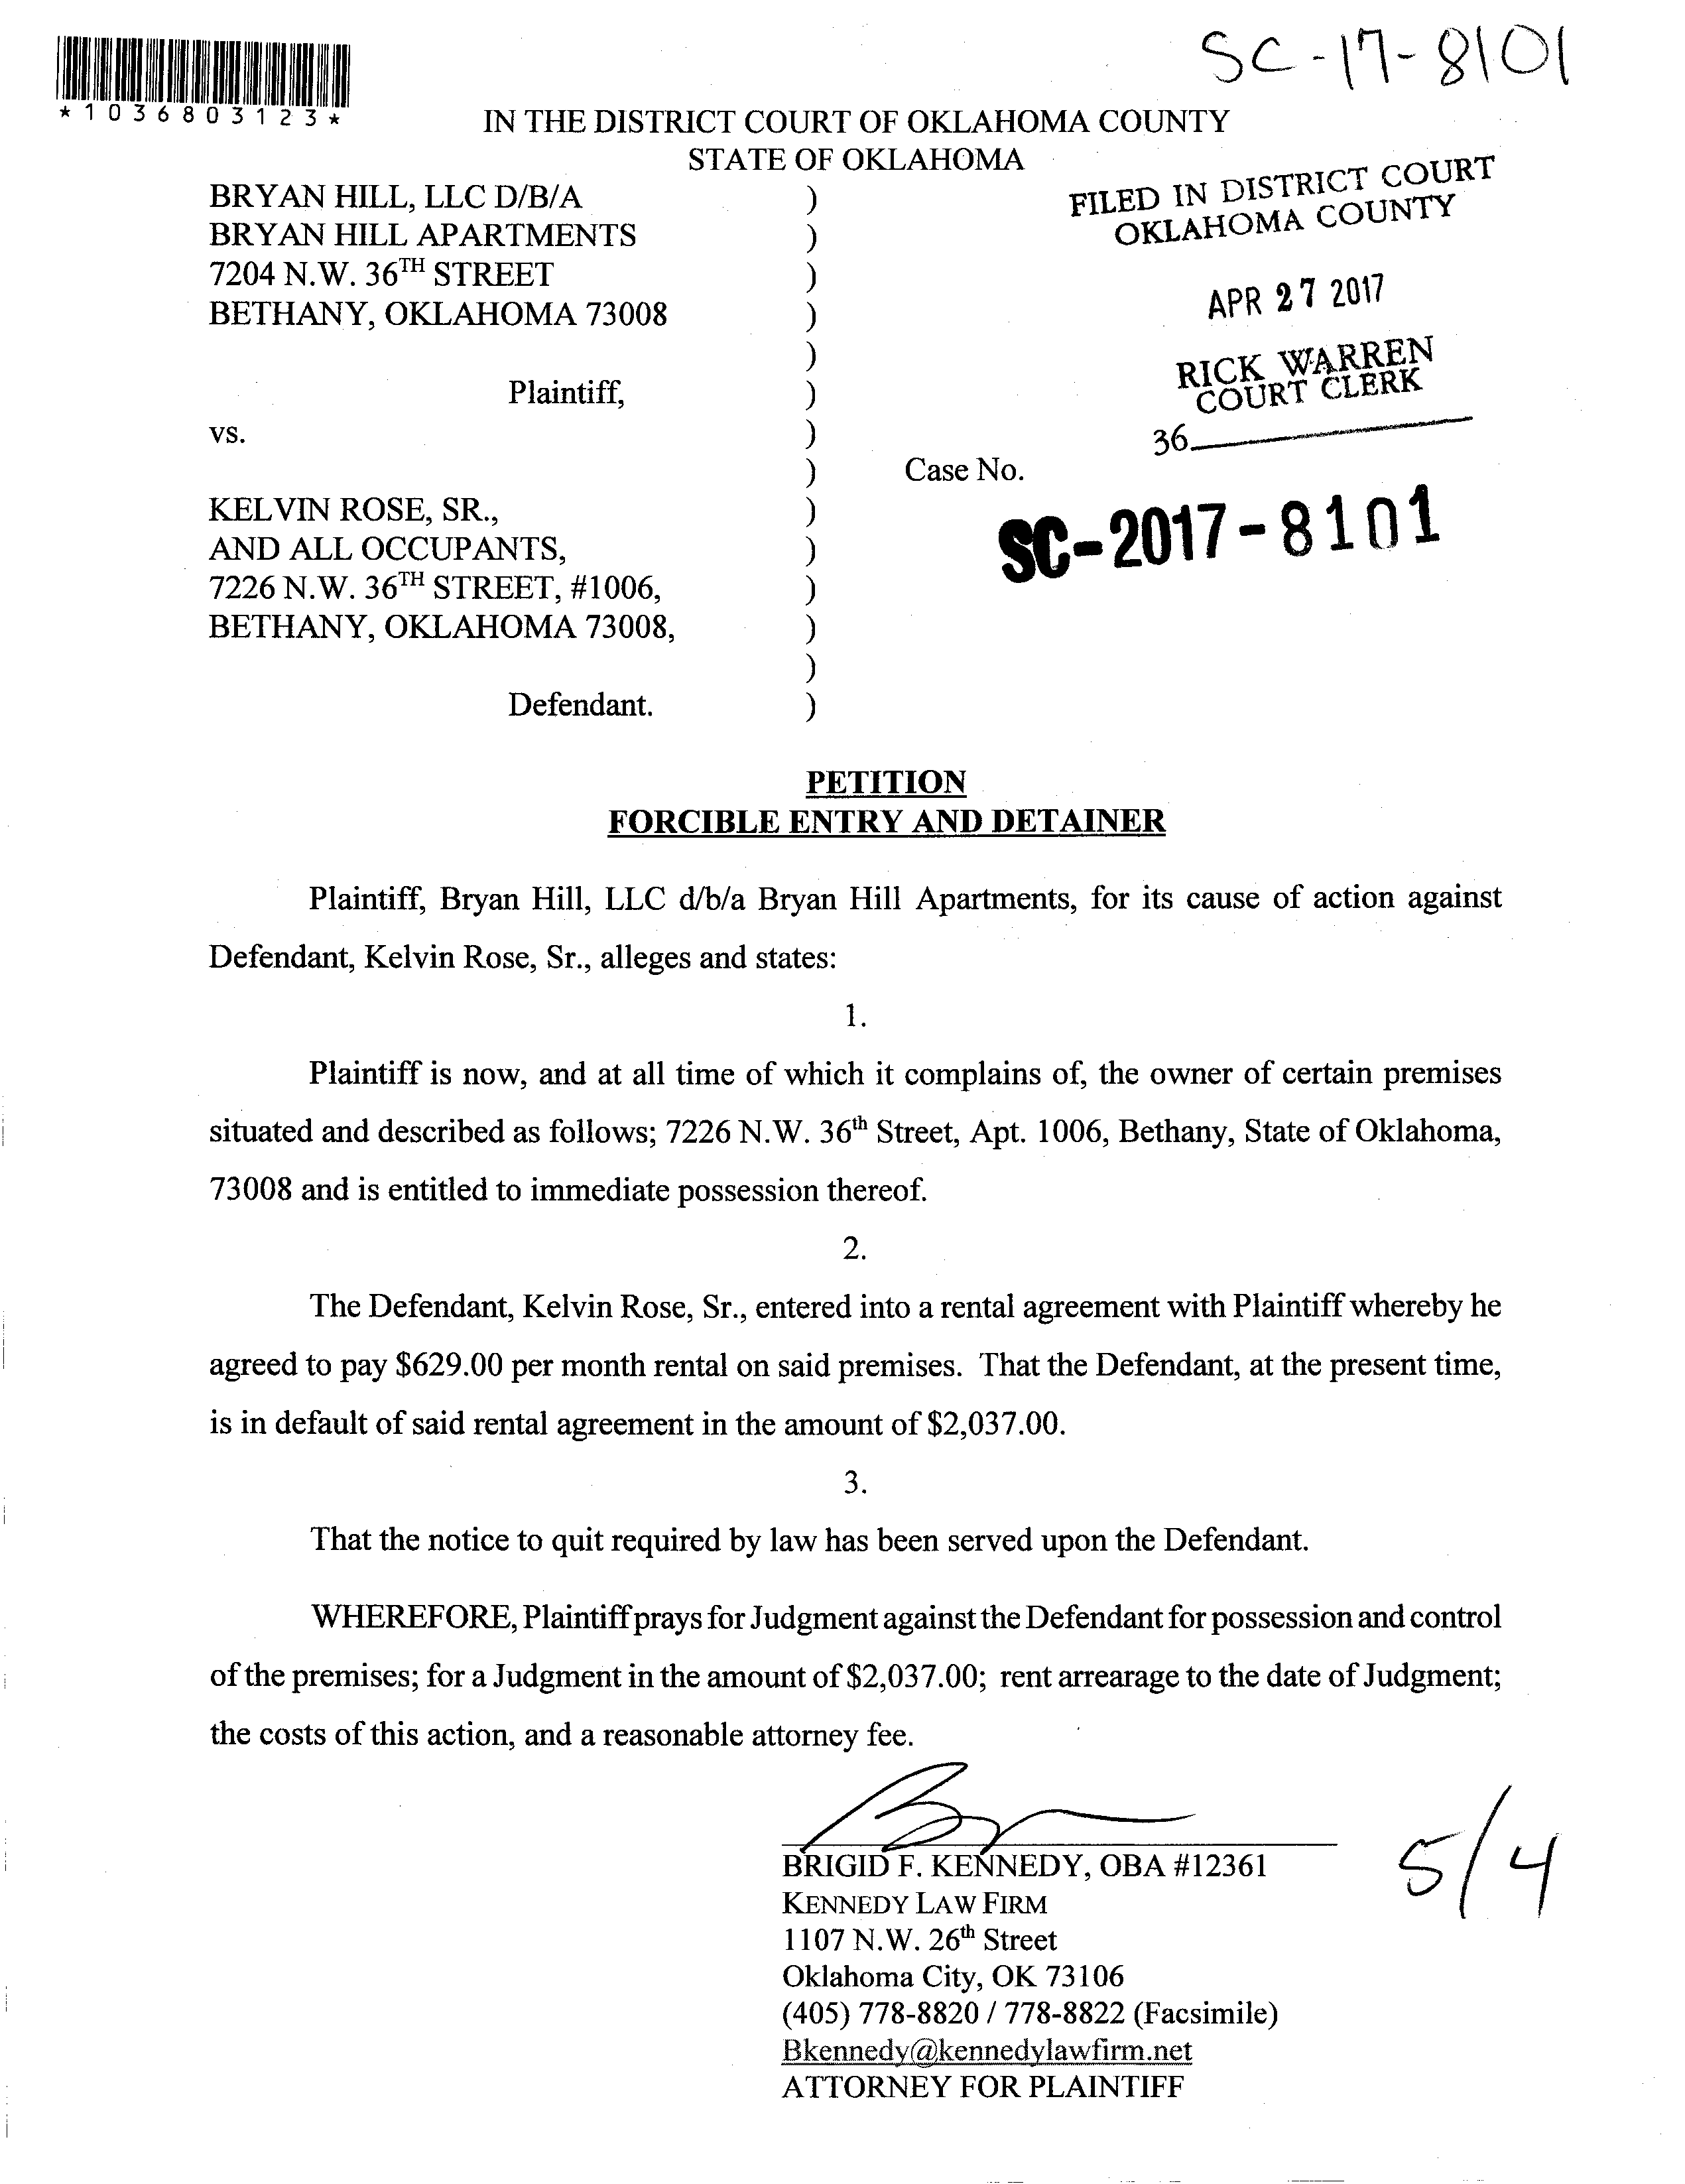 SC-17-8101
*1036803123*
IN THE DISTRICT COURT OF OKLAHOMA COUNTY
STATE OF OKLAHOMA
FILED IN DISTRICT COURT
OKLAHOMA COUNTY
APR 27 2017
RICK WARREN
COURT CLERK
36
BRYAN HILL, LLC D/B/A )
BRYAN HILL APARTMENTS )
7204 N.W. 36TH STREET )
BETHANY, OKLAHOMA 73008 )
)
Plaintiff, )
vs. )
) Case No.
SC-2017-8101
KELVIN ROSE, SR., )
AND ALL OCCUPANTS, )
7226 N.W. 36TH STREET, #1006, )
BETHANY, OKLAHOMA 73008, )
)
Defendant. )
PETITION
FORCIBLE ENTRY AND DETAINER
Plaintiff, Bryan Hill, LLC d/b/a Bryan Hill Apartments, for its cause of action against
Defendant, Kelvin Rose, Sr., alleges and states:
1.
Plaintiff is now, and at all time of which it complains of, the owner of certain premises
situated and described as follows; 7226 N.W. 36th Street, Apt. 1006, Bethany, State of Oklahoma,
73008 and is entitled to immediate possession thereof.
2.
The Defendant, Kelvin Rose, Sr., entered into a rental agreement with Plaintiff whereby he
agreed to pay $629.00 per month rental on said premises. That the Defendant, at the present time,
is in default of said rental agreement in the amount of $2,037.00.
3.
That the notice to quit required by law has been served upon the Defendant.
WHEREFORE, Plaintiff prays for Judgment against the Defendant for possession and control
of the premises; for a Judgment in the amount of $2,037.00; rent arrearage to the date of Judgment;
the costs of this action, and a reasonable attorney fee.
BRIGID F. KENNEDY, OBA #12361
KENNEDY LAW FIRM
1107 N.W. 26th Street
Oklahoma City, OK 73106
(405) 778-8820 / 778-8822 (Facsimile)
Bkennedy@kennedylawfirm.net
ATTORNEY FOR PLAINTIFF
5/4